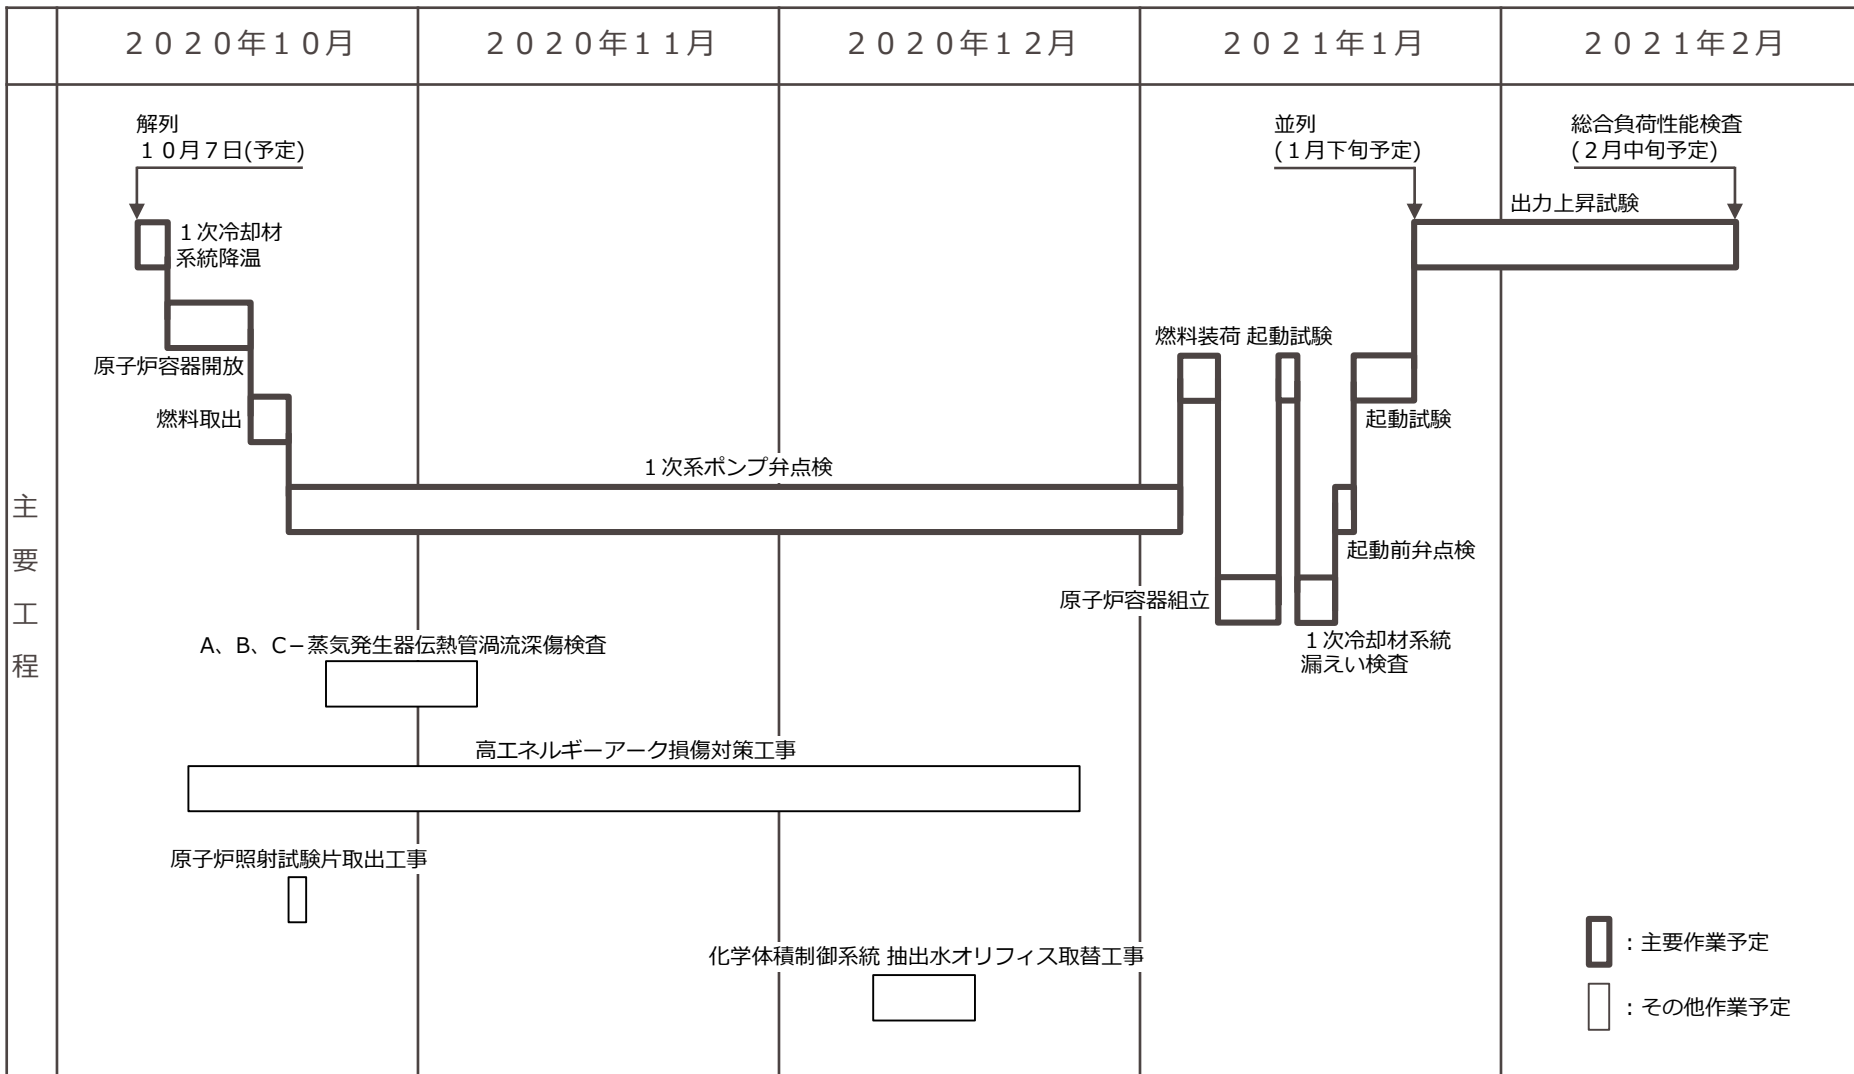 ２０２０年１０月
２０２０年１１月
２０２０年１２月
２０２１年１月
２０２１年２月
主要工程
解列
１０月７日(予定)
並列
(１月下旬予定)
総合負荷性能検査
(２月中旬予定)
出力上昇試験
１次冷却材
系統降温
原子炉容器開放
燃料装荷 起動試験
燃料取出
起動試験
１次系ポンプ弁点検
起動前弁点検
原子炉容器組立
１次冷却材系統
漏えい検査
A、B、C－蒸気発生器伝熱管渦流深傷検査
高エネルギーアーク損傷対策工事
原子炉照射試験片取出工事
化学体積制御系統 抽出水オリフィス取替工事
：主要作業予定
：その他作業予定